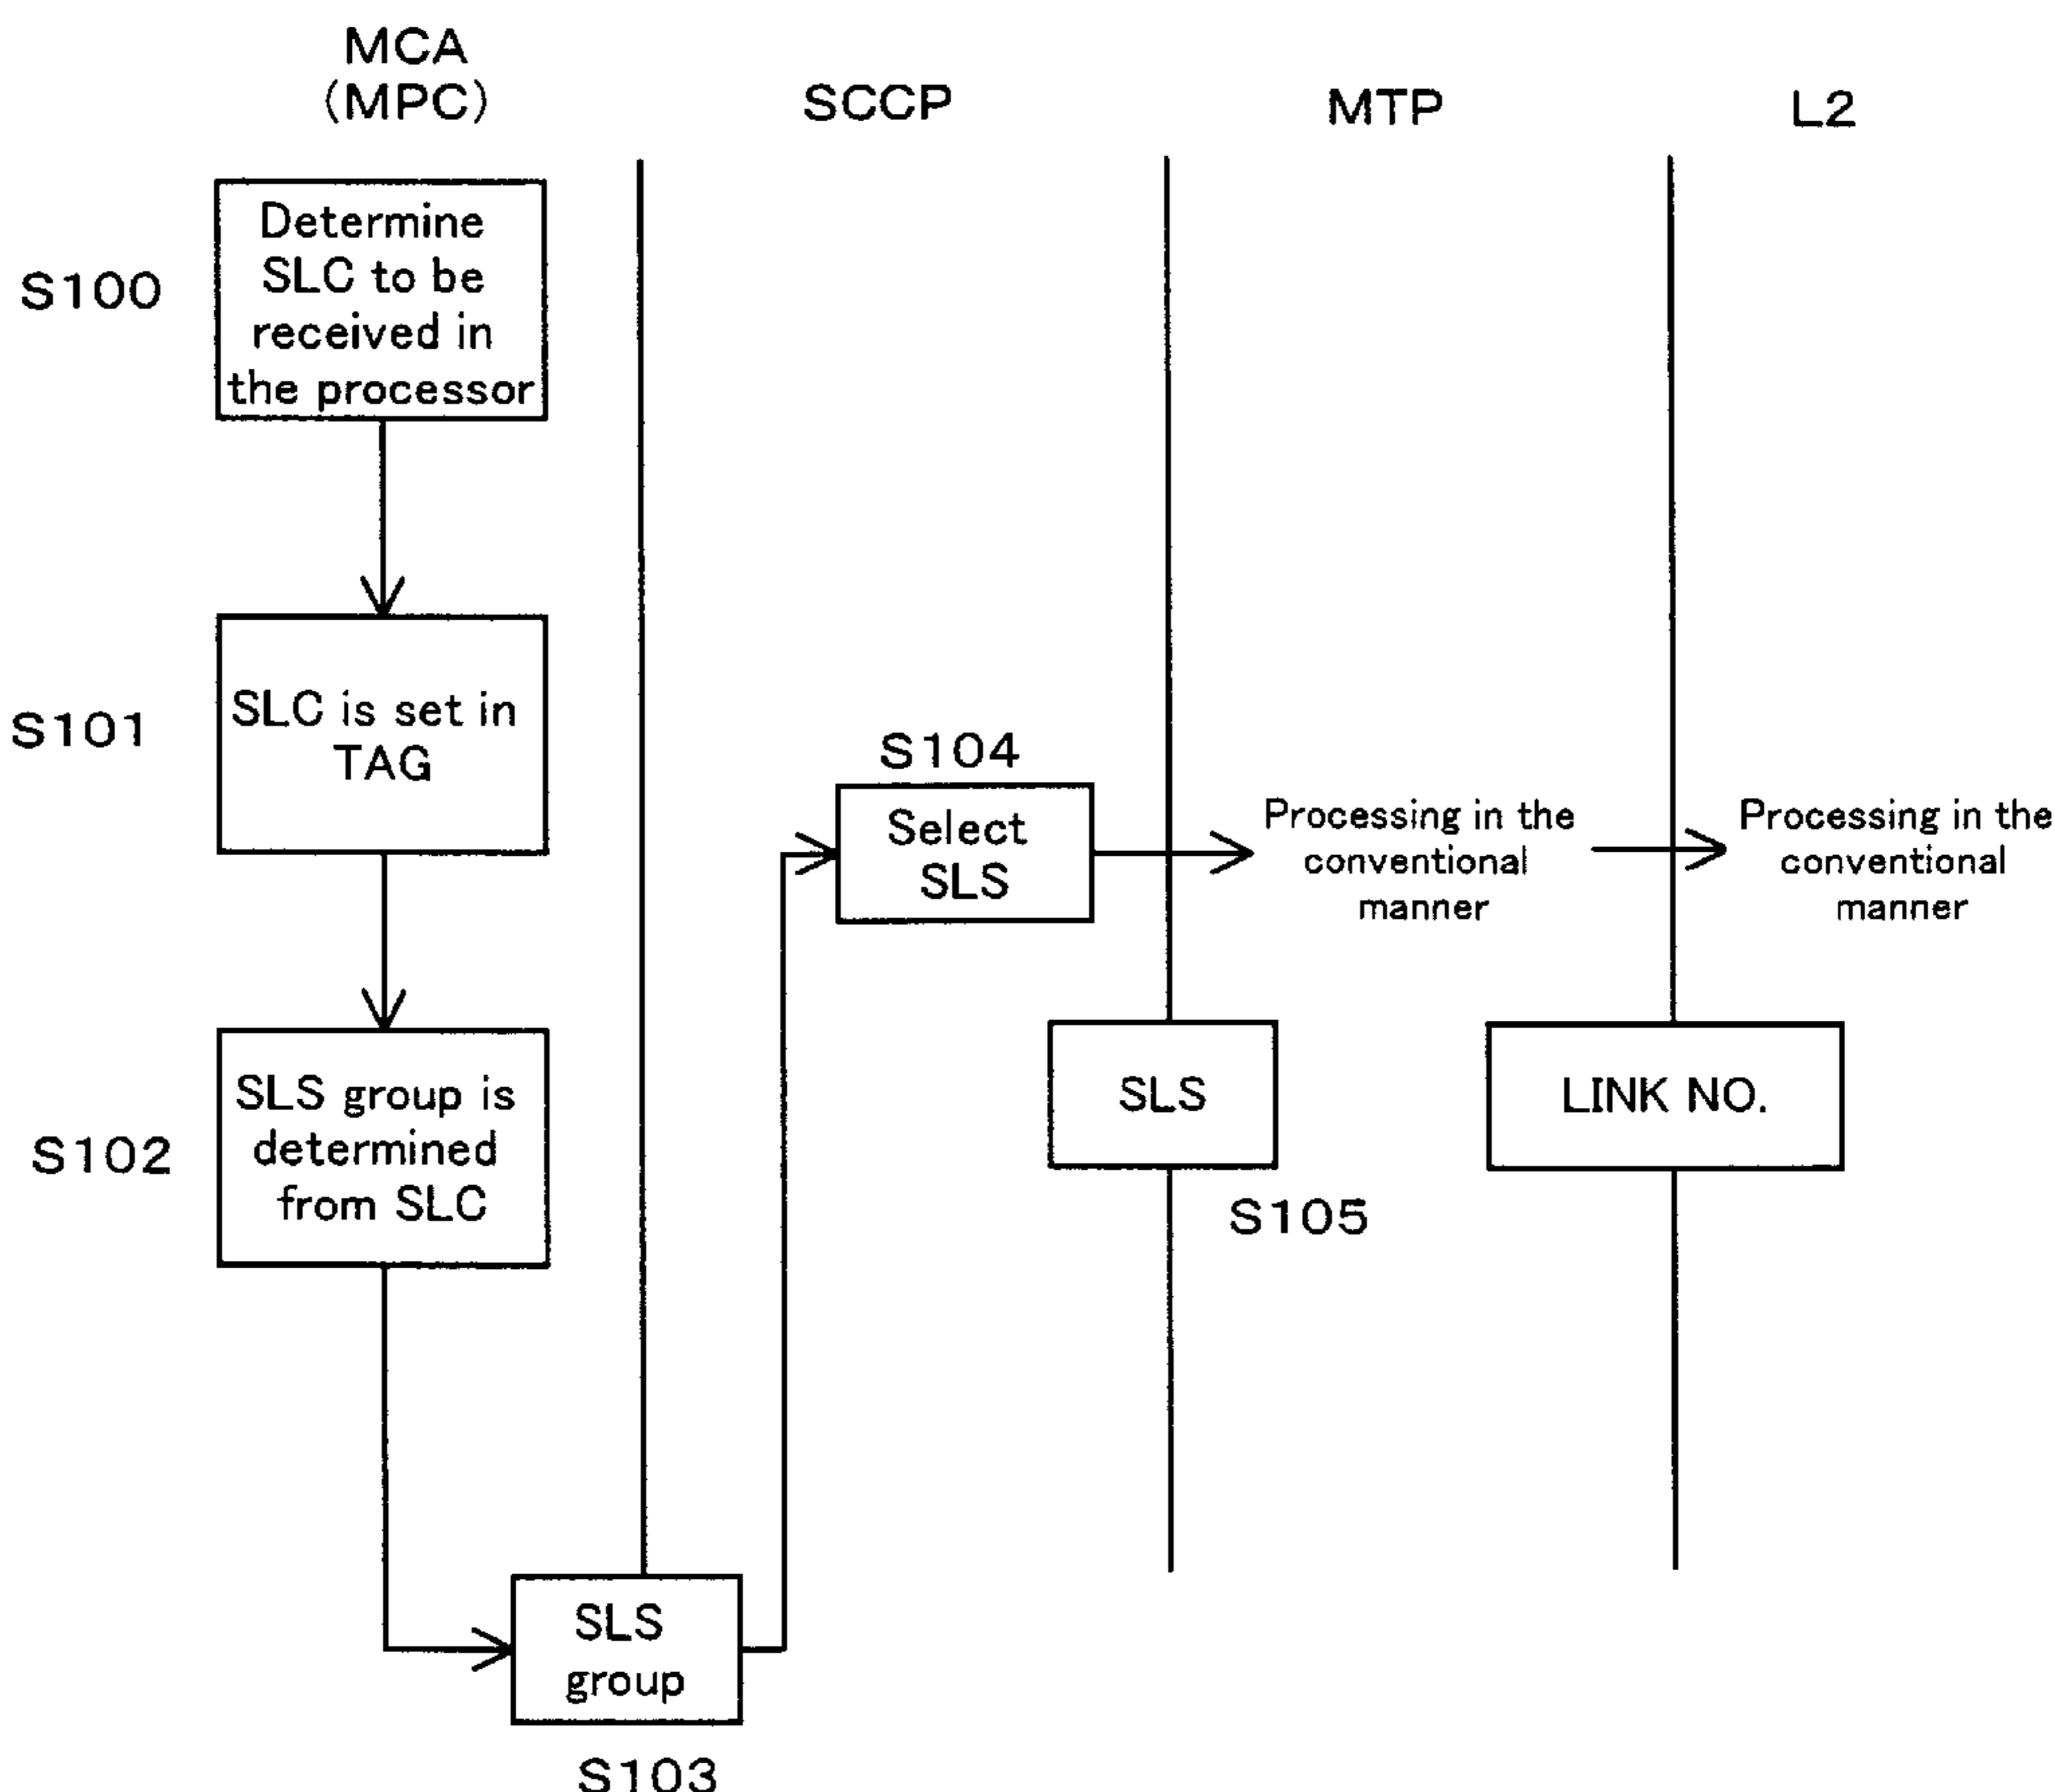 MCA
(MPC)
SCCP
MTP
L2
S100
Determine
SLC to be
received in
the processor
S101
SLC is set in
TAG
S102
SLS group is
determined
from SLC
SLS
group
S103
S104
Select
SLS
Processing in the
conventional
manner
Processing in the
conventional
manner
SLS
S105
LINK NO.